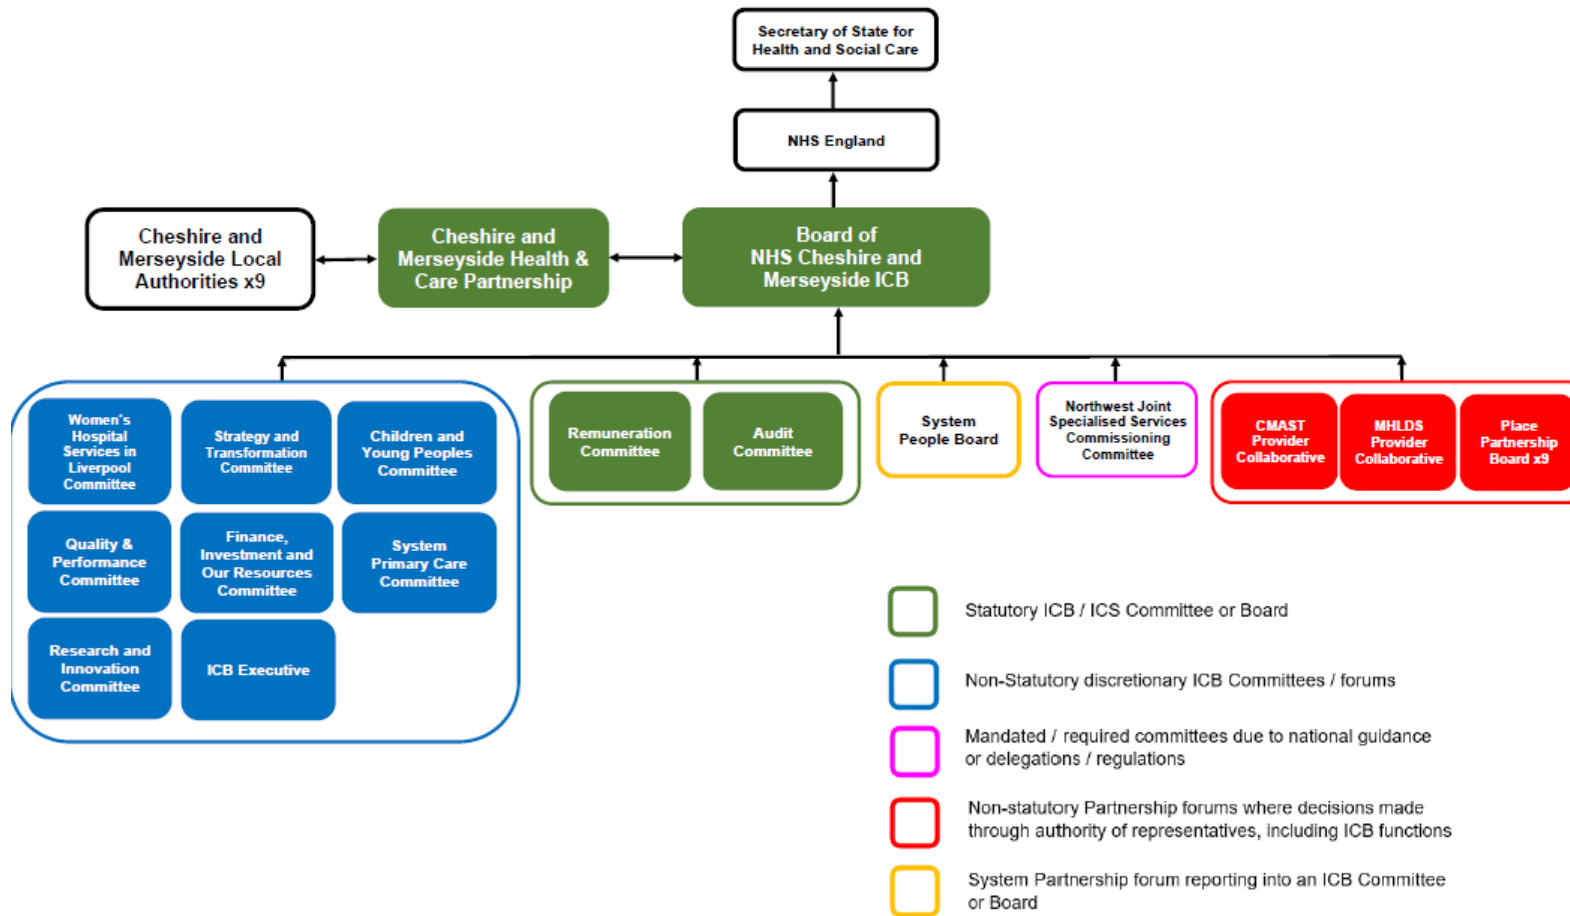 Secretary of State for
Health and Social Care
NHS England
Cheshire and
Merseyside Local
Authorities x9
Cheshire and
Merseyside Health &
Care Partnership
Board of
NHS Cheshire and
Merseyside ICB
Women's
Hospital
Services in
Liverpool
Committee
Strategy and
Transformation
Committee
Children and
Young Peoples
Committee
Quality &
Performance
Committee
Finance,
Investment and
Our Resources
Committee
System
Primary Care
Committee
Research and
Innovation
Committee
ICB Executive
Remuneration
Committee
Audit
Committee
System
People Board
Northwest Joint
Specialised Services
Commissioning
Committee
CMAST
Provider
Collaborative
MHLDS
Provider
Collaborative
Place
Partnership
Board x9
Statutory ICB / ICS Committee or Board
Non-Statutory discretionary ICB Committees / forums
Mandated / required committees due to national guidance
or delegations / regulations
Non-statutory Partnership forums where decisions made
through authority of representatives, including ICB functions
System Partnership forum reporting into an ICB Committee
or Board